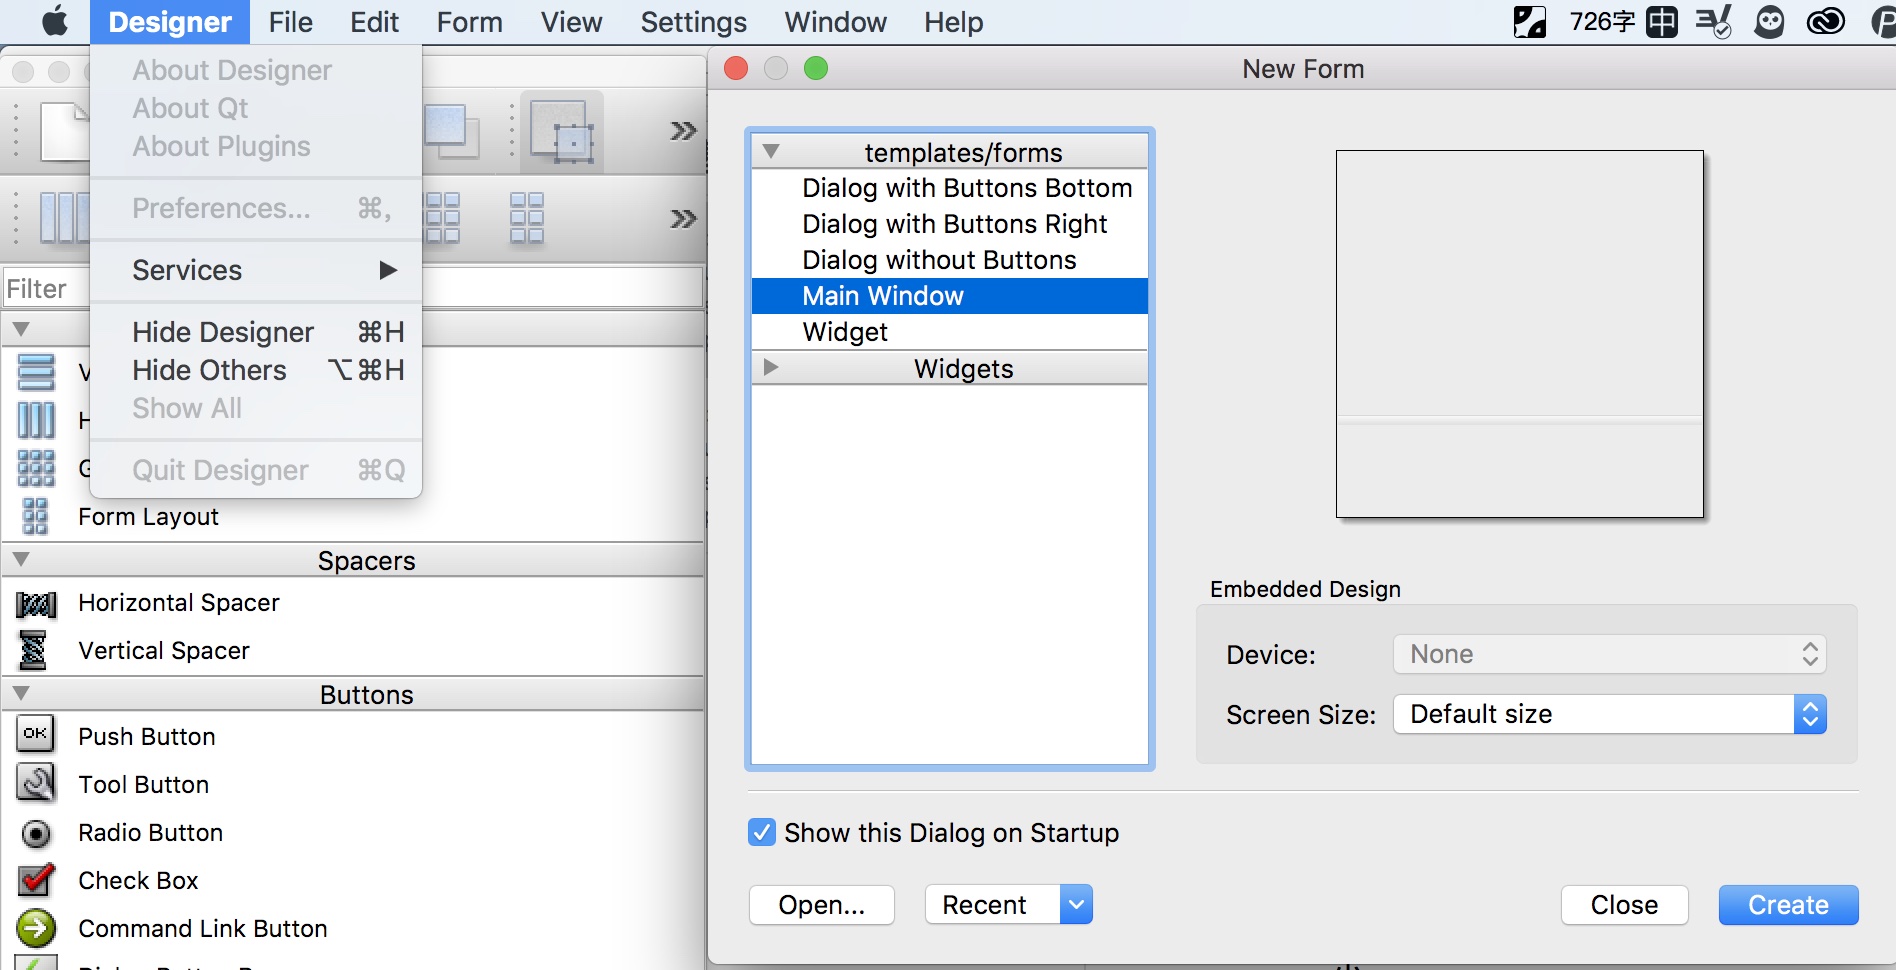 Designer File Edit Form View Settings Window Help 726字 中
About Designer
About Qt
About Plugins
Preferences... ⌘,
Services ▶
Hide Designer ⌘H
Hide Others ⌥⌘H
Show All
Quit Designer ⌘Q
Filter
V
H
G
Form Layout
Spacers
Horizontal Spacer
Vertical Spacer
Buttons
OK
Push Button
Tool Button
Radio Button
Check Box
Command Link Button
New Form
templates/forms
Dialog with Buttons Bottom
Dialog with Buttons Right
Dialog without Buttons
Main Window
Widget
Widgets
Embedded Design
Device: None
Screen Size: Default size
Show this Dialog on Startup
Open... Recent Close Create